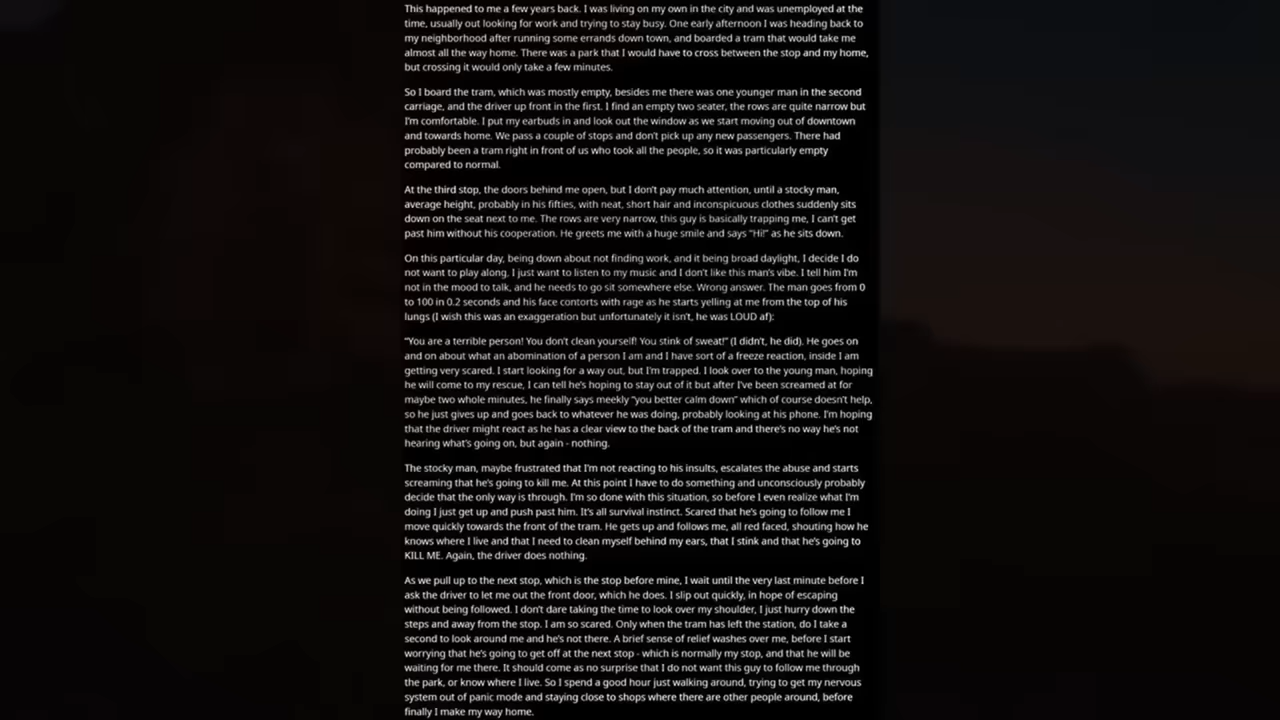 This happened to me a few years back. I was living on my own in the city and was unemployed at the
time, usually out looking for work and trying to stay busy. One early afternoon I was heading back to
my neighborhood after running some errands down town, and boarded a tram that would take me
almost all the way home. There was a park that I would have to cross between the stop and my home,
but crossing it would only take a few minutes.
So I board the tram, which was mostly empty, besides me there was one younger man in the second
carriage, and the driver up front in the first. I find an empty two seater, the rows are quite narrow but
I'm comfortable. I put my earbuds in and look out the window as we start moving out of downtown
and towards home. We pass a couple of stops and don't pick up any new passengers. There had
probably been a tram right in front of us who took all the people, so it was particularly empty
compared to normal.
At the third stop, the doors behind me open, but I don't pay much attention, until a stocky man,
average height, probably in his fifties, with neat, short hair and inconspicuous clothes suddenly sits
down on the seat next to me. The rows are very narrow, this guy is basically trapping me, I can't get
past him without his cooperation. He greets me with a huge smile and says "Hi!" as he sits down.
On this particular day, being down about not finding work, and it being broad daylight, I decide I do
not want to play along, I just want to listen to my music and I don't like this man's vibe. I tell him I'm
not in the mood to talk, and he needs to go sit somewhere else. Wrong answer. The man goes from 0
to 100 in 0.2 seconds and his face contorts with rage as he starts yelling at me from the top of his
lungs (I wish this was an exaggeration but unfortunately it isn't, he was LOUD af):
"You are a terrible person! You don't clean yourself! You stink of sweat!" (I didn't, he did). He goes on
and on about what an abomination of a person I am and I have sort of a freeze reaction, inside I am
getting very scared. I start looking for a way out, but I'm trapped. I look over to the young man, hoping
he will come to my rescue, I can tell he's hoping to stay out of it but after I've been screamed at for
maybe two whole minutes, he finally says meekly "you better calm down" which of course doesn't help,
so he just gives up and goes back to whatever he was doing, probably looking at his phone. I'm hoping
that the driver might react as he has a clear view to the back of the tram and there's no way he's not
hearing what's going on, but again - nothing.
The stocky man, maybe frustrated that I'm not reacting to his insults, escalates the abuse and starts
screaming that he's going to kill me. At this point I have to do something and unconsciously probably
decide that the only way is through. I'm so done with this situation, so before I even realize what I'm
doing I just get up and push past him. It's all survival instinct. Scared that he's going to follow me I
move quickly towards the front of the tram. He gets up and follows me, all red faced, shouting how he
knows where I live and that I need to clean myself behind my ears, that I stink and that he's going to
KILL ME. Again, the driver does nothing.
As we pull up to the next stop, which is the stop before mine, I wait until the very last minute before I
ask the driver to let me out the front door, which he does. I slip out quickly, in hope of escaping
without being followed. I don't dare taking the time to look over my shoulder, I just hurry down the
steps and away from the stop. I am so scared. Only when the tram has left the station, do I take a
second to look around me and he's not there. A brief sense of relief washes over me, before I start
worrying that he's going to get off at the next stop - which is normally my stop, and that he will be
waiting for me there. It should come as no surprise that I do not want this guy to follow me through
the park, or know where I live. So I spend a good hour just walking around, trying to get my nervous
system out of panic mode and staying close to shops where there are other people around, before
finally I make my way home.